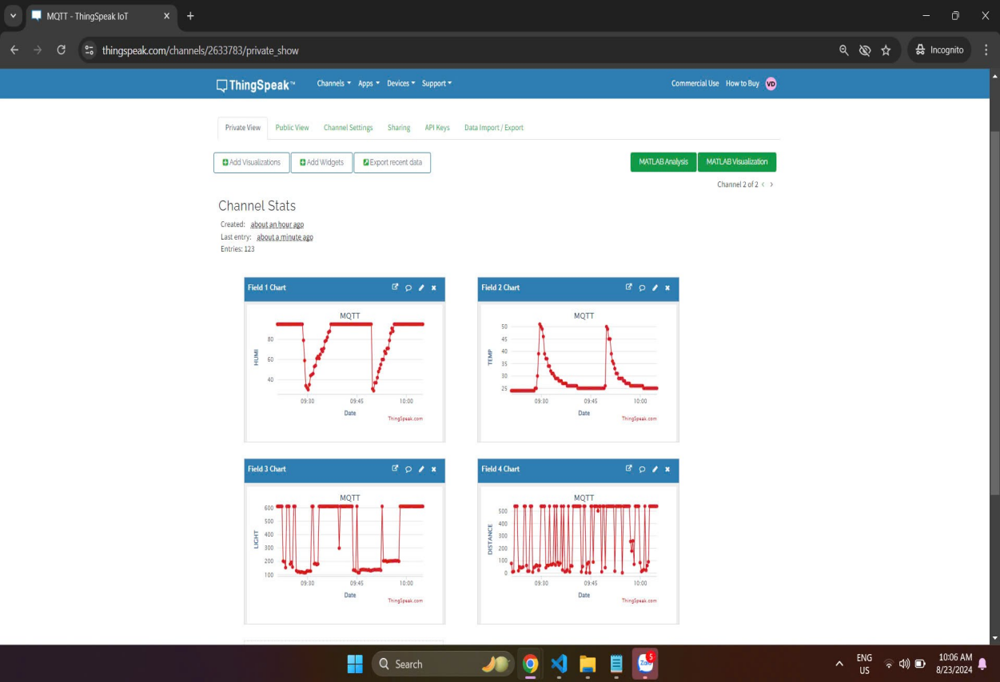 MQTT - ThingSpeak IoT
thingspeak.com/channels/2633783/private_show
Incognito
ThingSpeak™
Channels Apps Devices Support
Commercial Use How to Buy VD
Private View Public View Channel Settings Sharing API Keys Data Import / Export
Add Visualizations Add Widgets Export recent data
MATLAB Analysis MATLAB Visualization
Channel 2 of 2 < >
Channel Stats
Created: about an hour ago
Last entry: about a minute ago
Entries: 123
Field 1 Chart
MQTT
HUMI
80
60
40
09:30 09:45 10:00
Date
ThingSpeak.com
Field 2 Chart
MQTT
TEMP
50
45
40
35
30
25
09:30 09:45 10:00
Date
ThingSpeak.com
Field 3 Chart
MQTT
LIGHT
600
500
400
300
200
100
09:30 09:45 10:00
Date
ThingSpeak.com
Field 4 Chart
MQTT
DISTANCE
500
400
300
200
100
0
09:30 09:45 10:00
Date
ThingSpeak.com
Search
Zalo
5
ENG
US
10:06 AM
8/23/2024